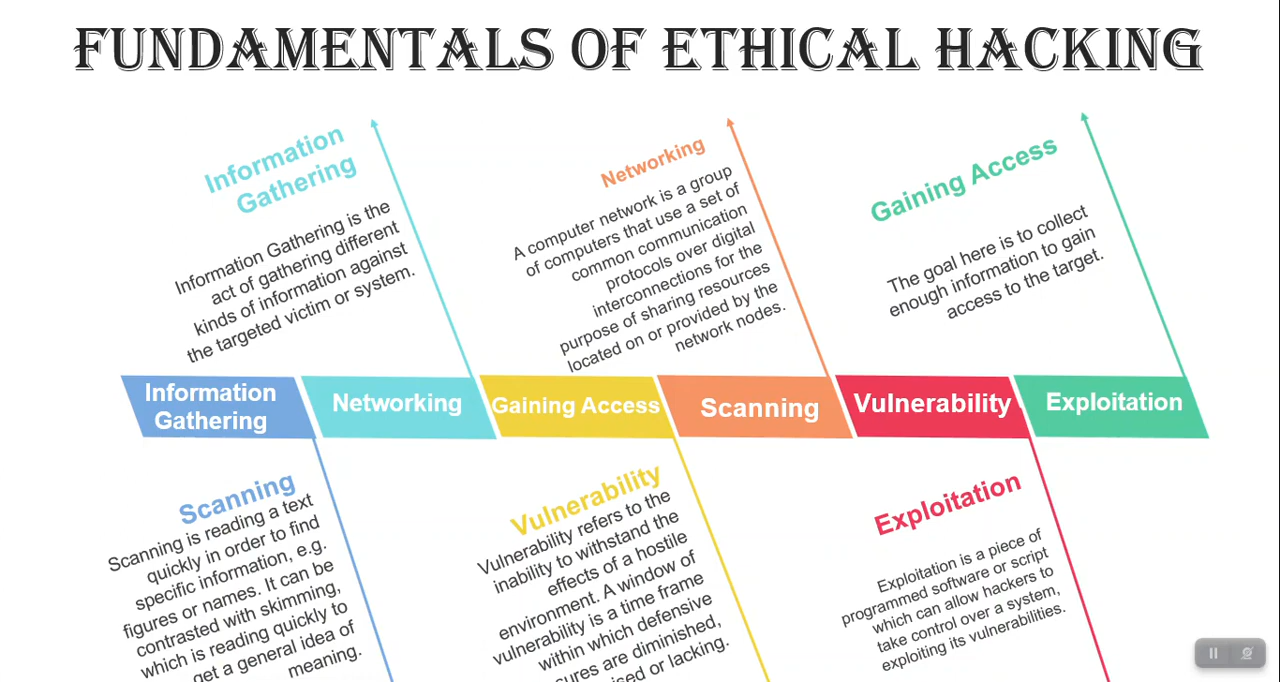 FUNDAMENTALS OF ETHICAL HACKING
Information
Gathering
Information Gathering is the
act of gathering different
kinds of information against
the targeted victim or system.
Networking
A computer network is a group
of computers that use a set of
common communication
protocols over digital
interconnections for the
purpose of sharing resources
located on or provided by the
network nodes.
Gaining Access
The goal here is to collect
enough information to gain
access to the target.
Information
Gathering
Networking
Gaining Access
Scanning
Vulnerability
Exploitation
Scanning
Scanning is reading a text
quickly in order to find
specific information, e.g.
figures or names. It can be
contrasted with skimming,
which is reading quickly to
get a general idea of
meaning.
Vulnerability
Vulnerability refers to the
inability to withstand the
effects of a hostile
environment. A window of
vulnerability is a time frame
within which defensive
sures are diminished,
ised or lacking.
Exploitation
Exploitation is a piece of
programmed software or script
which can allow hackers to
take control over a system,
exploiting its vulnerabilities.